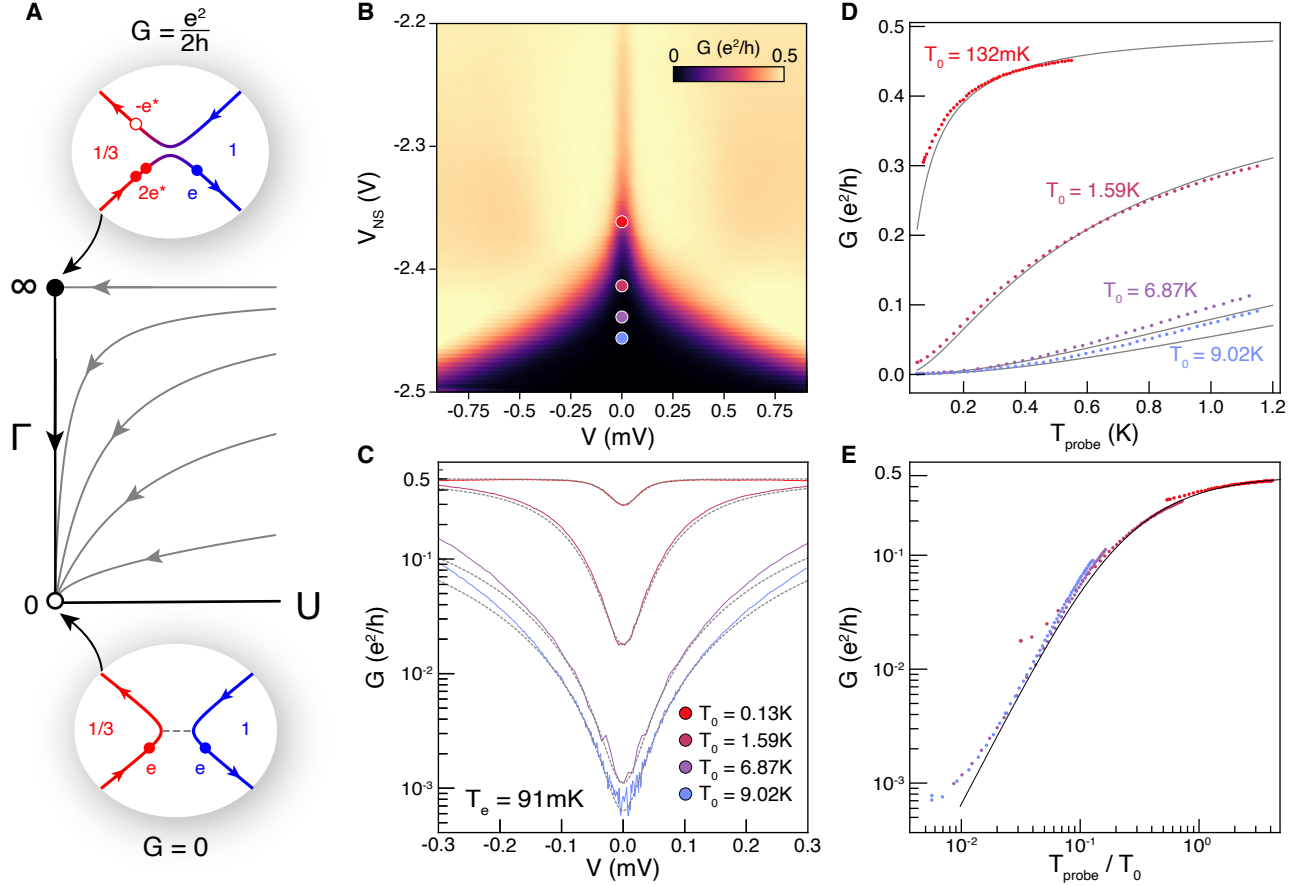 A
G = e²/2h
-e*
1/3
1
2e*
e
∞
Γ
0
U
1/3
1
e
e
G = 0
B
-2.2
-2.3
-2.4
-2.5
V_NS (V)
G (e²/h)
0
0.5
-0.75
-0.50
-0.25
0.0
0.25
0.50
0.75
V (mV)
C
0.5
10⁻¹
10⁻²
10⁻³
G (e²/h)
T₀ = 0.13K
T₀ = 1.59K
T₀ = 6.87K
T₀ = 9.02K
T_e = 91mK
-0.3
-0.2
-0.1
0.0
0.1
0.2
0.3
V (mV)
D
0.5
0.4
0.3
0.2
0.1
0.0
G (e²/h)
T₀ = 132mK
T₀ = 1.59K
T₀ = 6.87K
T₀ = 9.02K
0.2
0.4
0.6
0.8
1.0
1.2
T_probe (K)
E
0.5
10⁻¹
10⁻²
10⁻³
G (e²/h)
10⁻²
10⁻¹
10⁰
T_probe / T₀